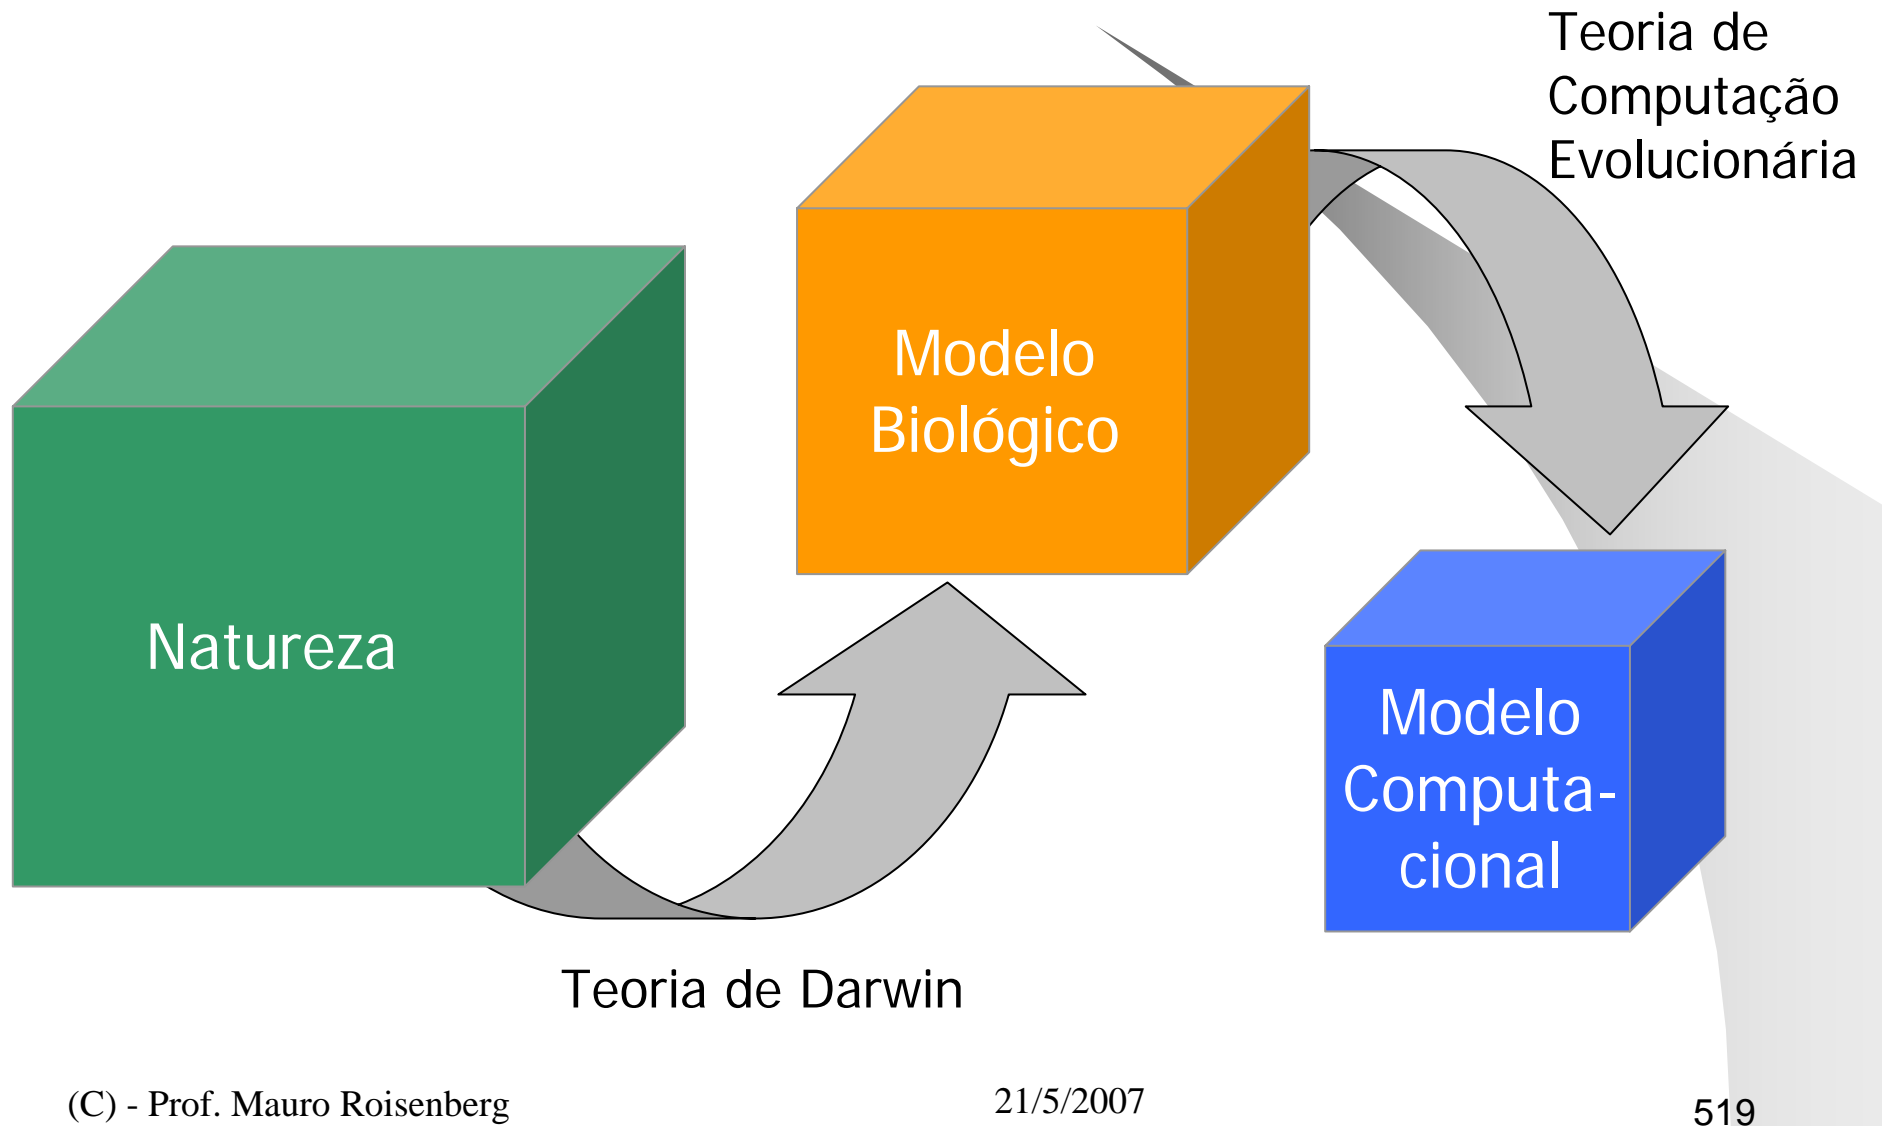 Teoria de
Computação
Evolucionária
Modelo
Biológico
Natureza
Modelo
Computa-
cional
Teoria de Darwin
(C) - Prof. Mauro Roisenberg
21/5/2007
519